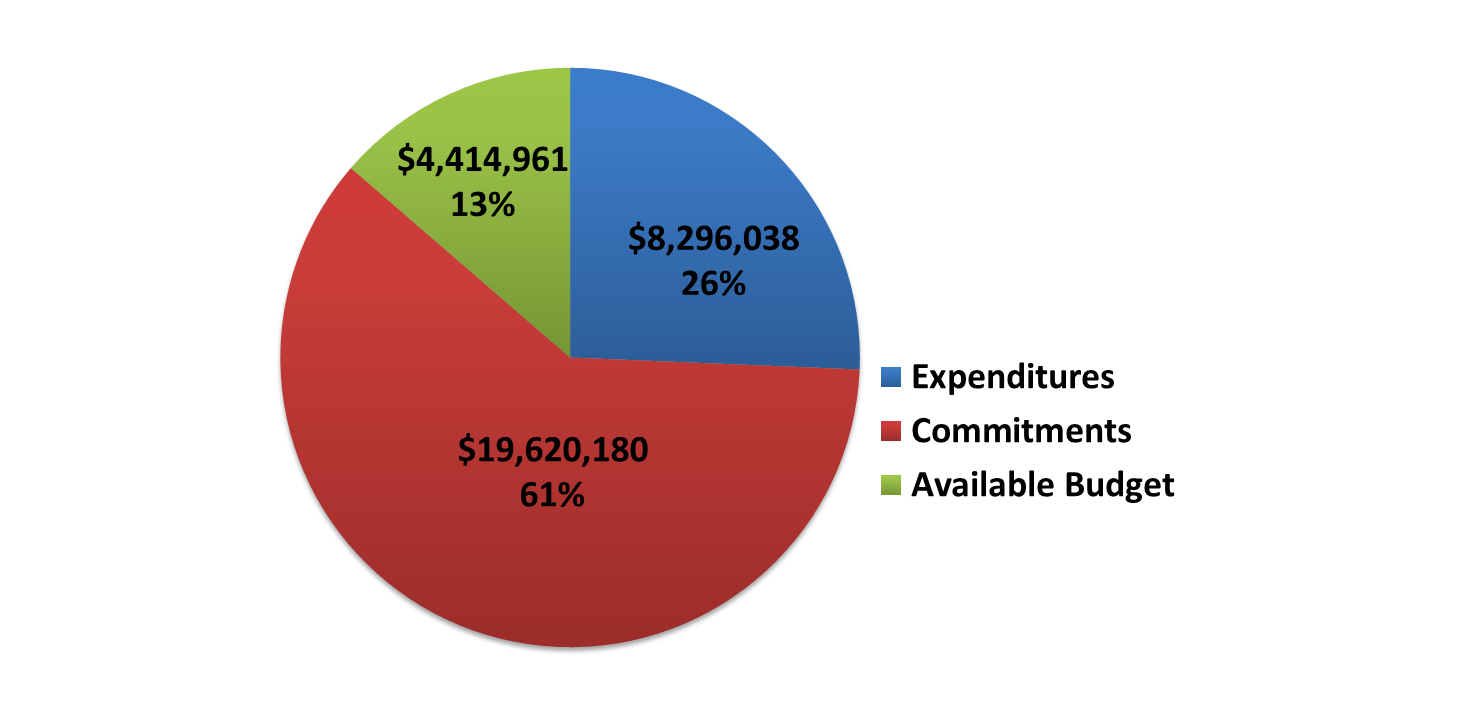 $4,414,961
13%
$8,296,038
26%
$19,620,180
61%
Expenditures
Commitments
Available Budget